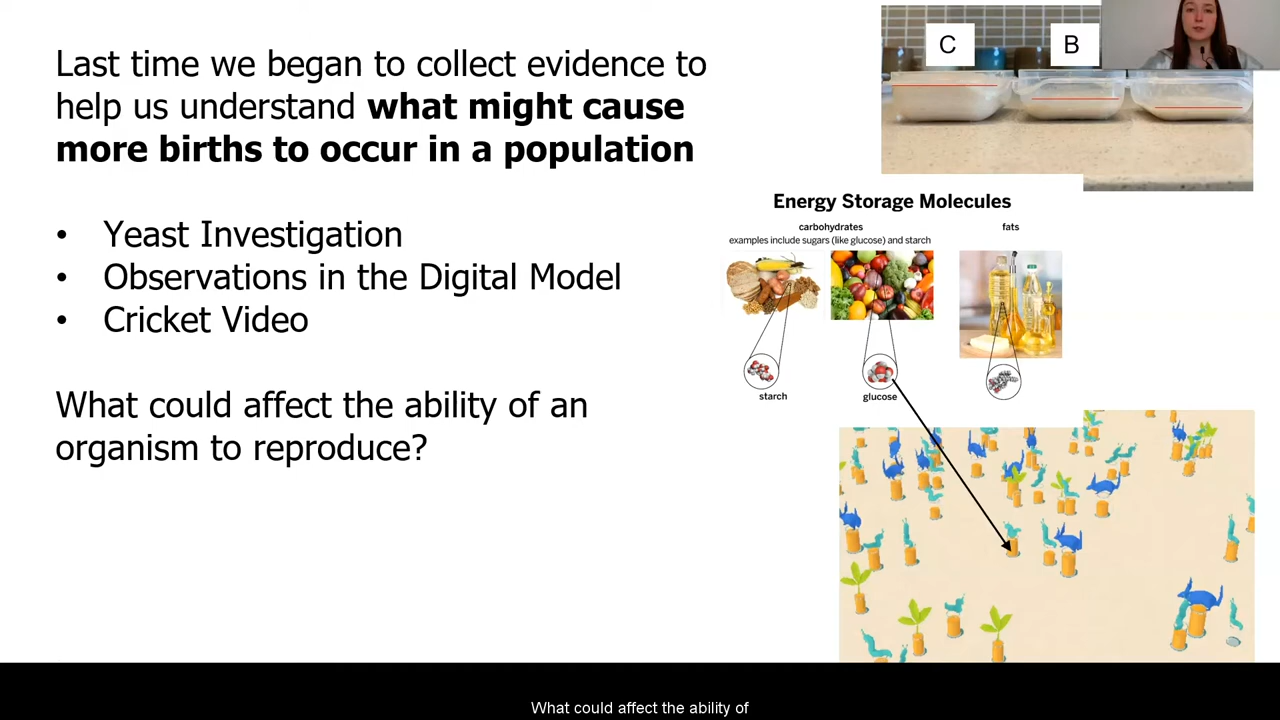 Last time we began to collect evidence to
help us understand what might cause
more births to occur in a population
• Yeast Investigation
• Observations in the Digital Model
• Cricket Video
What could affect the ability of an
organism to reproduce?
C
B
Energy Storage Molecules
carbohydrates
examples include sugars (like glucose) and starch
fats
starch
glucose
What could affect the ability of